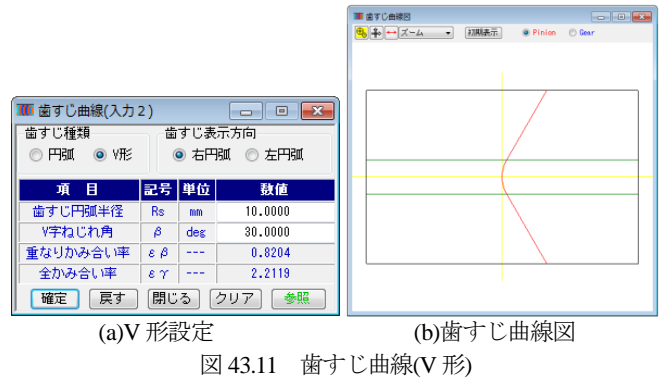 歯すじ曲線図
ズーム 初期表示 Pinion Gear
歯すじ曲線(入力2)
歯すじ種類 歯すじ表示方向
円弧 V形 右円弧 左円弧
項 目 記号 単位 数値
歯すじ円弧半径 Rs mm 10.0000
V字ねじれ角 β deg 30.0000
重なりかみ合い率 εβ --- 0.8204
全かみ合い率 εγ --- 2.2119
確定 戻す 閉じる クリア 参照
(a)V 形設定 (b)歯すじ曲線図
図 43.11 歯すじ曲線(V 形)